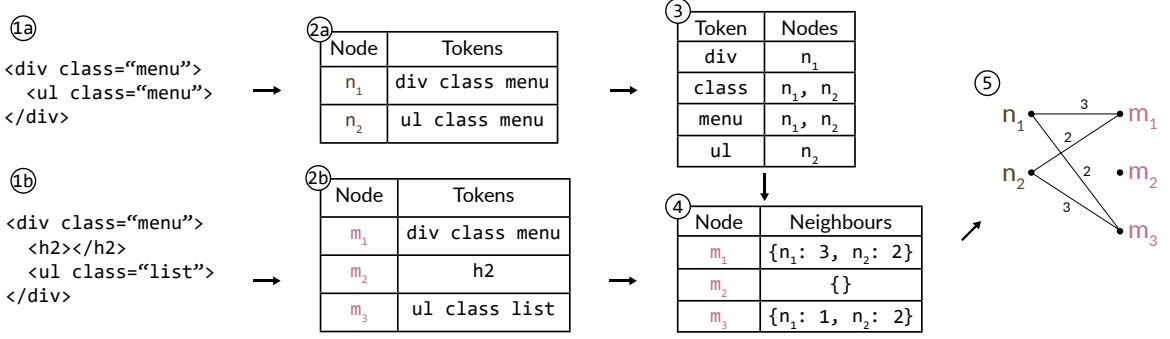 1a
<div class=“menu”>
<ul class=“menu”>
</div>
2a
Node Tokens
n1 div class menu
n2 ul class menu
3
Token Nodes
div n1
class n1, n2
menu n1, n2
ul n2
1b
<div class=“menu”>
<h2></h2>
<ul class=“list”>
</div>
2b
Node Tokens
m1 div class menu
m2 h2
m3 ul class list
4
Node Neighbours
m1 {n1: 3, n2: 2}
m2 {}
m3 {n1: 1, n2: 2}
5
n1 3 m1
2
n2 2 m2
3
m3